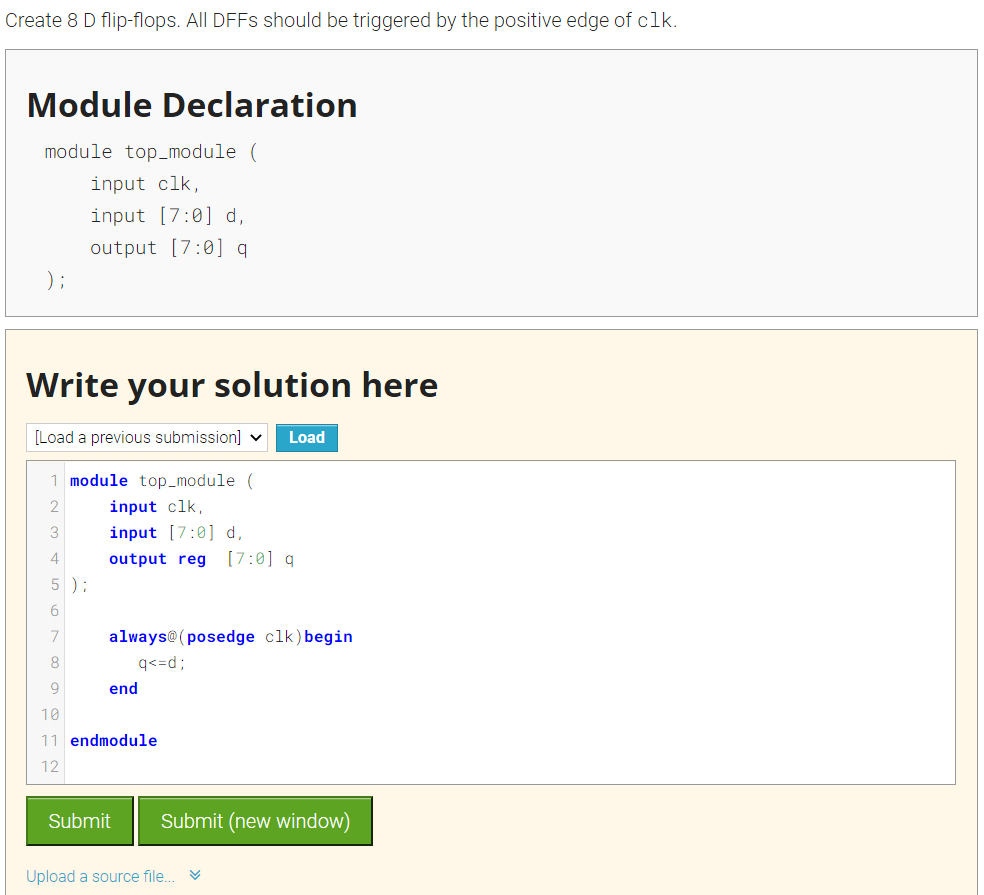 Create 8 D flip-flops. All DFFs should be triggered by the positive edge of clk.
Module Declaration
module top_module (
    input clk,
    input [7:0] d,
    output [7:0] q
);
Write your solution here
[Load a previous submission] Load
1 module top_module (
2     input clk,
3     input [7:0] d,
4     output reg  [7:0] q
5 );
6
7     always@(posedge clk)begin
8        q<=d;
9     end
10
11 endmodule
12
Submit Submit (new window)
Upload a source file...